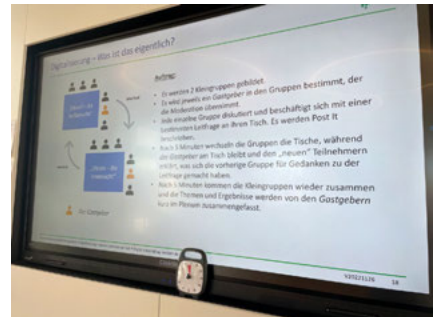 Digitalisierung – Was ist das eigentlich?
Es werden 2 Kleingruppen gebildet.
Es wird jeweils ein Gastgeber in den Gruppen bestimmt, der
die Moderation übernimmt.
Jede einzelne Gruppe diskutiert und beschäftigt sich mit einer
bestimmten Leitfrage an ihren Tisch. Es werden Post It
beschrieben.
Nach 5 Minuten wechseln die Gruppen die Tische, während
die Gastgeber am Tisch bleibt und den „neuen" Teilnehmern
erklärt, was sich die vorherige Gruppe für Gedanken zu der
Leitfrage gemacht haben.
Nach 5 Minuten kommen die Kleingruppen wieder zusammen
und die Themen und Ergebnisse werden von den Gastgebern
kurz im Plenum zusammengefasst.
Der Gastgeber
V20221126